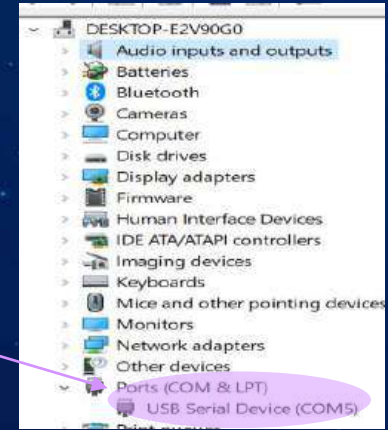 DESKTOP-E2V90G0
Audio inputs and outputs
Batteries
Bluetooth
Cameras
Computer
Disk drives
Display adapters
Firmware
Human Interface Devices
IDE ATA/ATAPI controllers
Imaging devices
Keyboards
Mice and other pointing devices
Monitors
Network adapters
Other devices
Ports (COM & LPT)
USB Serial Device (COM5)
Print queues